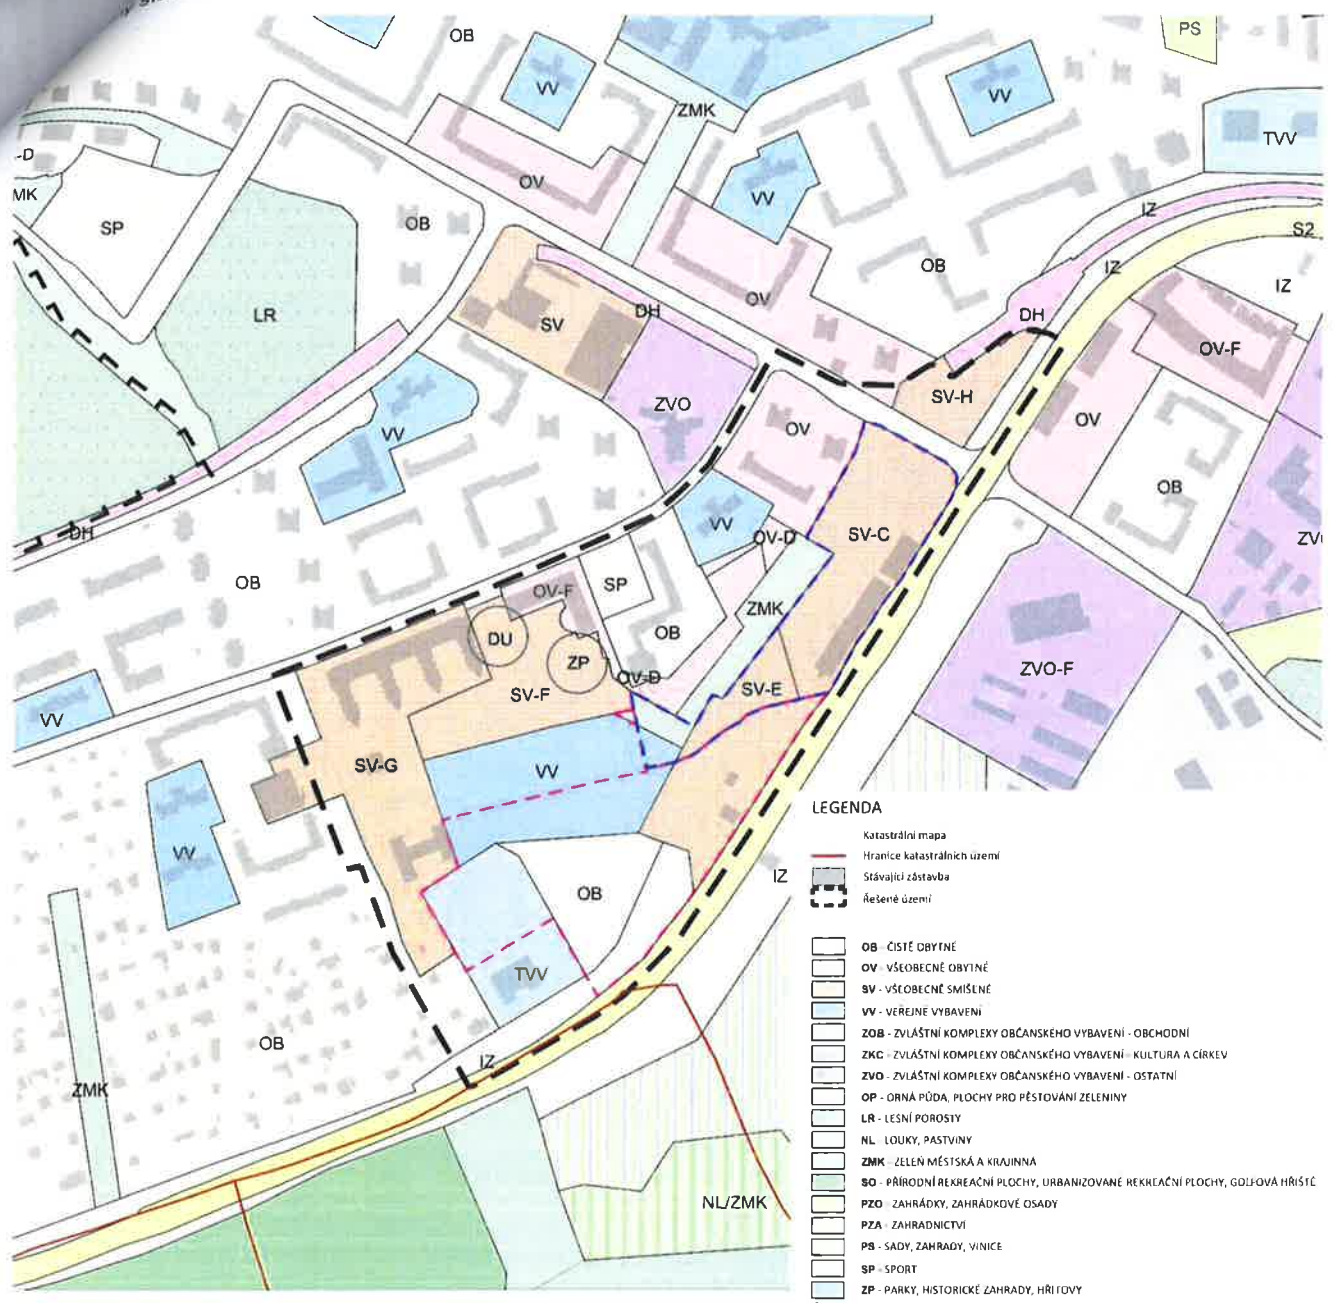 OB
PS
VV
VV
ZMK
TVV
-D
OV
MK
VV
IZ
SP
OB
S2
OB
IZ
LR
OV
IZ
DH
DH
SV
OV-F
ZVO
SV-H
VV
OV
OV
OB
VV
SV-C
DH
OV-D
OB
SP
OV-F
ZMK
DU
OB
ZP
ZVO-F
OV-D
SV-F
SV-E
VV
SV-G
VV
VV
IZ
OB
TVV
OB
IZ
ZMK
NL/ZMK
LEGENDA
Katastrální mapa
Hranice katastrálních území
Stávající zástavba
Řešené území
OB - ČISTĚ OBYTNÉ
OV - VŠEOBECNĚ OBYTNÉ
SV - VŠEOBECNĚ SMÍŠENÉ
VV - VEŘEJNÉ VYBAVENÍ
ZOB - ZVLÁŠTNÍ KOMPLEXY OBČANSKÉHO VYBAVENÍ - OBCHODNÍ
ZKC - ZVLÁŠTNÍ KOMPLEXY OBČANSKÉHO VYBAVENÍ - KULTURA A CÍRKEV
ZVO - ZVLÁŠTNÍ KOMPLEXY OBČANSKÉHO VYBAVENÍ - OSTATNÍ
OP - ORNÁ PŮDA, PLOCHY PRO PĚSTOVÁNÍ ZELENINY
LR - LESNÍ POROSTY
NL - LOUKY, PASTVINY
ZMK - ZELEŇ MĚSTSKÁ A KRAJINNÁ
SO - PŘÍRODNÍ REKREAČNÍ PLOCHY, URBANIZOVANÉ REKREAČNÍ PLOCHY, GOLFOVÁ HŘIŠTĚ
PZO - ZAHRÁDKY, ZAHRÁDKOVÉ OSADY
PZA - ZAHRADNICTVÍ
PS - SADY, ZAHRADY, VINICE
SP - SPORT
ZP - PARKY, HISTORICKÉ ZAHRADY, HŘBITOVY